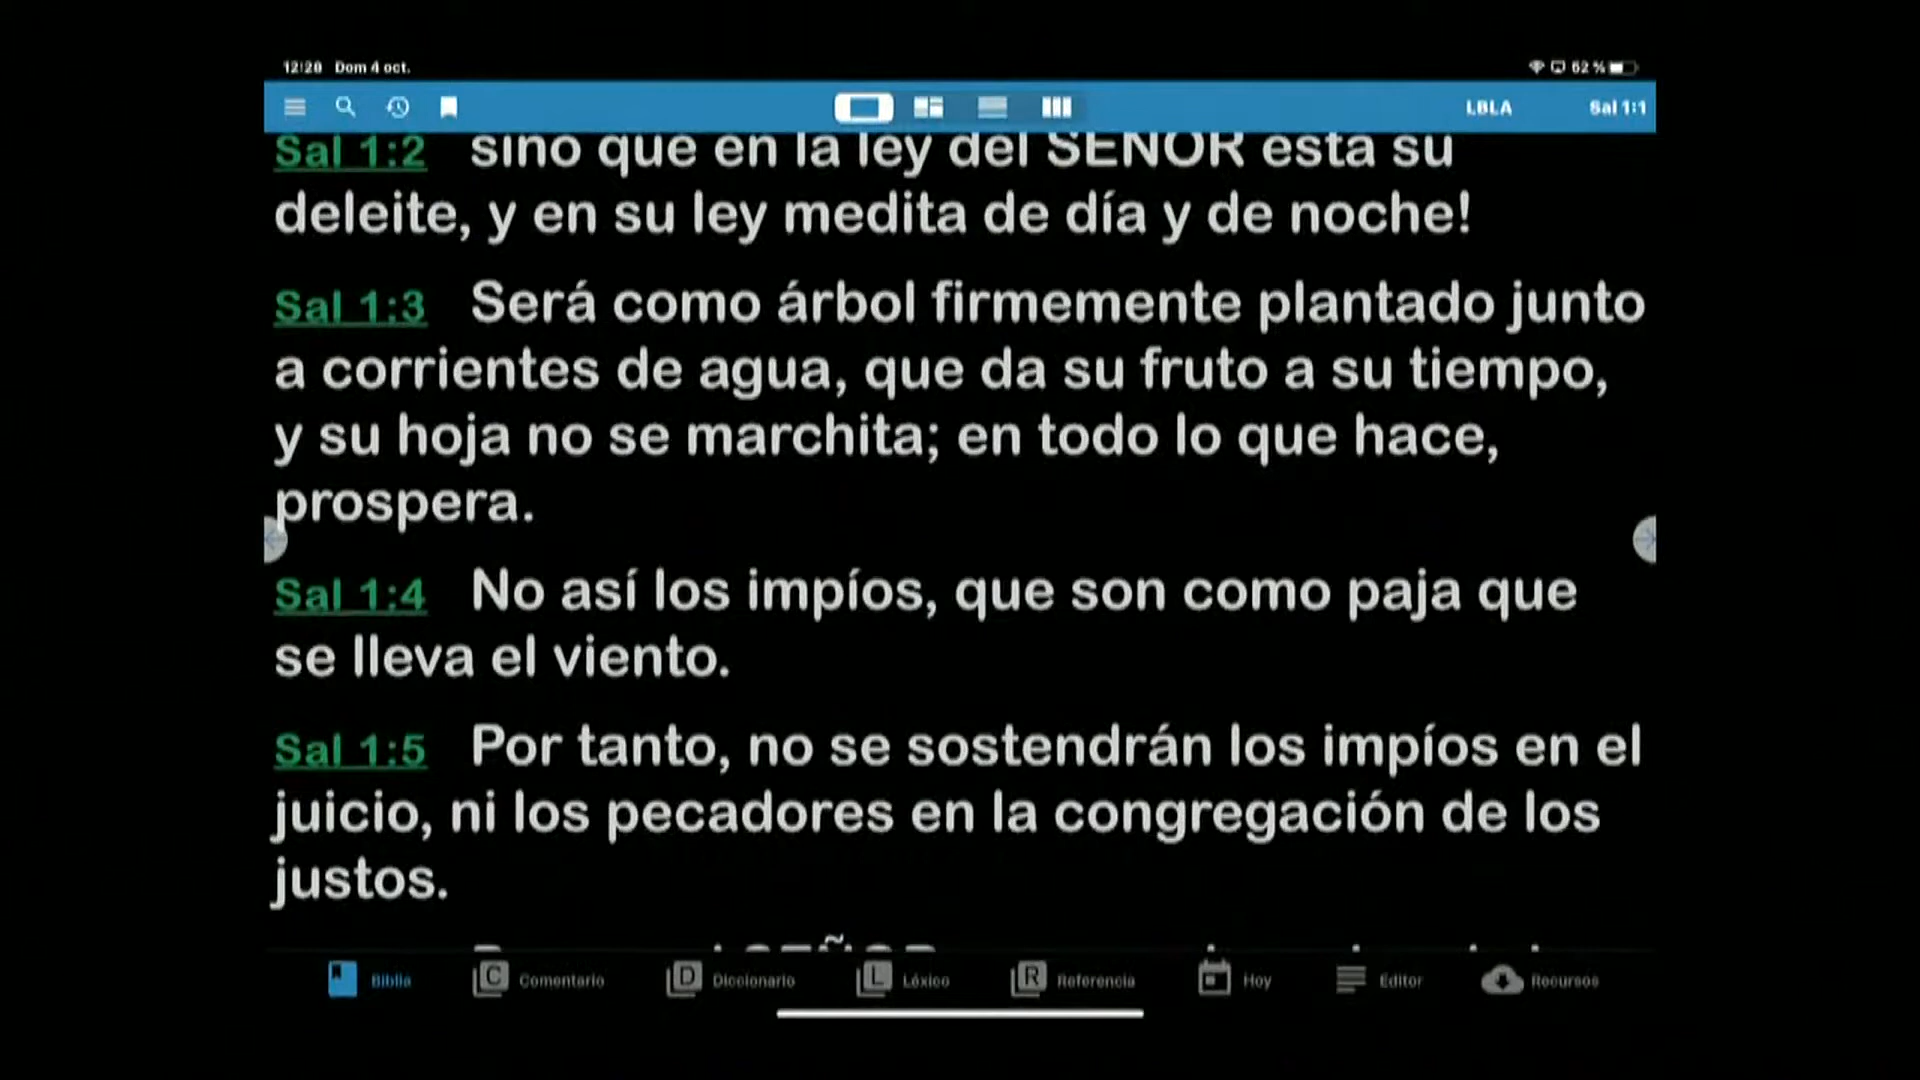 12:28 Dom 4 oct.
62 %
LBLA Sal 1:1
Sal 1:2 sino que en la ley del SEÑOR está su
deleite, y en su ley medita de día y de noche!
Sal 1:3 Será como árbol firmemente plantado junto
a corrientes de agua, que da su fruto a su tiempo,
y su hoja no se marchita; en todo lo que hace,
prospera.
Sal 1:4 No así los impíos, que son como paja que
se lleva el viento.
Sal 1:5 Por tanto, no se sostendrán los impíos en el
juicio, ni los pecadores en la congregación de los
justos.
Biblia C Comentario D Diccionario L Léxico R Referencia Hoy Editor Recursos